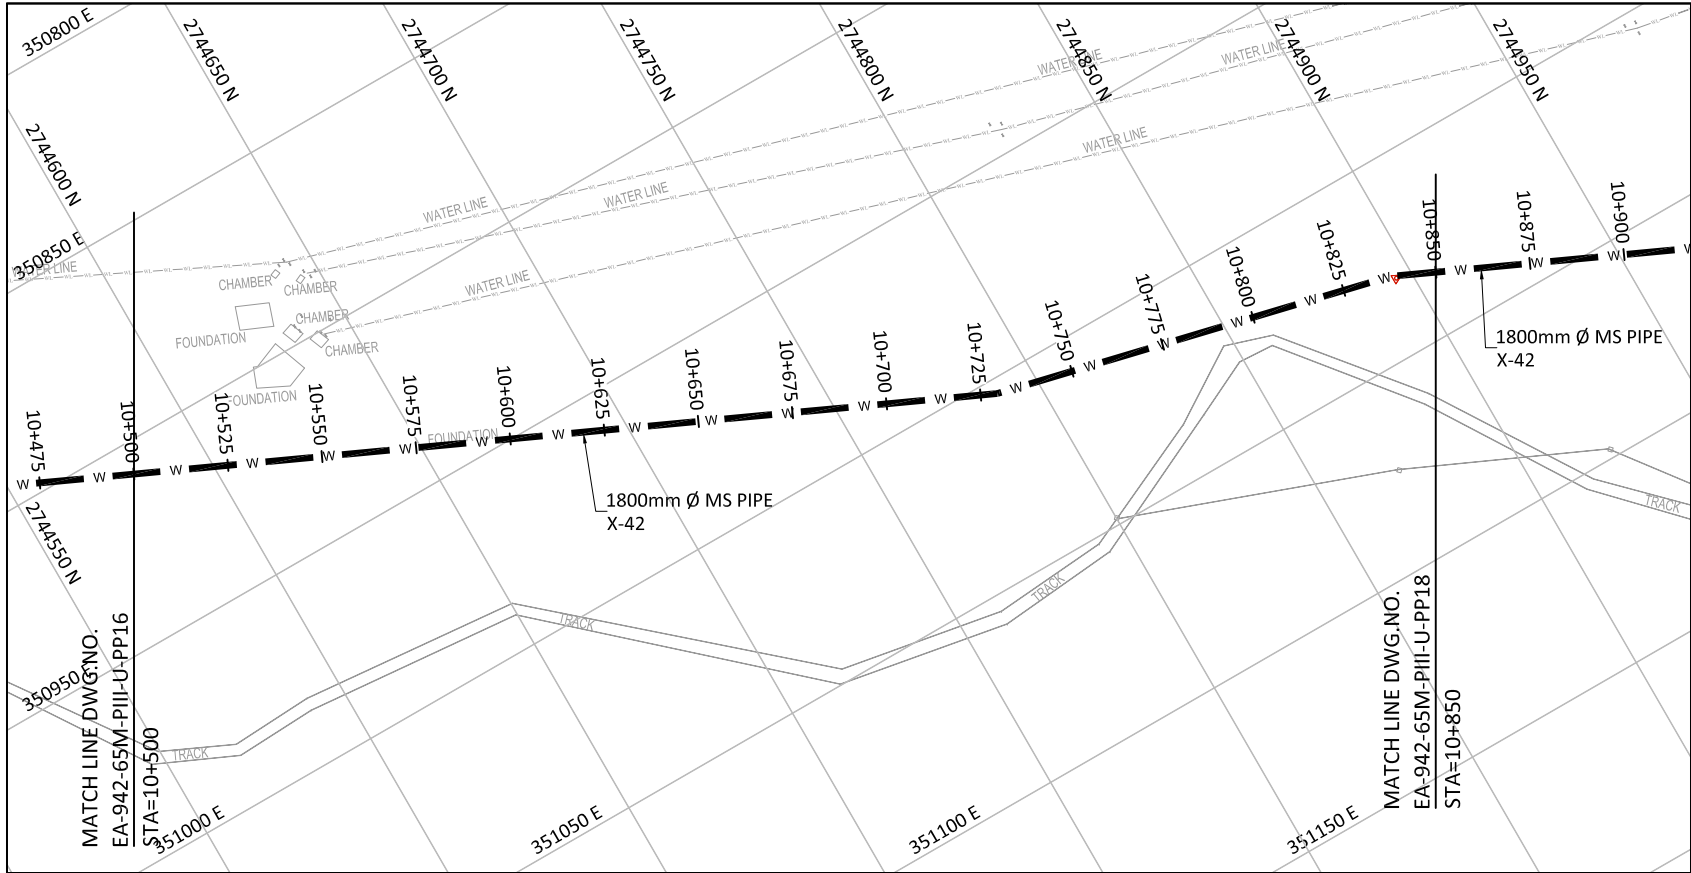 350800 E
2744650 N
2744700 N
2744750 N
2744800 N
2744850 N
2744900 N
2744950 N
2744600 N
350850 E
WATER LINE
WATER LINE
WATER LINE
WATER LINE
WATER LINE
WATER LINE
WATER LINE
CHAMBER
CHAMBER
CHAMBER
CHAMBER
FOUNDATION
FOUNDATION
FOUNDATION
10+475
10+500
10+525
10+550
10+575
10+600
10+625
10+650
10+675
10+700
10+725
10+750
10+775
10+800
10+825
10+850
10+875
10+900
W W W W W W W W W W W W W W W W W W W W W W
1800mm Ø MS PIPE
X-42
1800mm Ø MS PIPE
X-42
2744550 N
350950 E
MATCH LINE DWG.NO.
EA-942-65M-PIII-U-PP16
STA=10+500
MATCH LINE DWG.NO.
EA-942-65M-PIII-U-PP18
STA=10+850
TRACK
TRACK
TRACK
TRACK
351000 E
351050 E
351100 E
351150 E